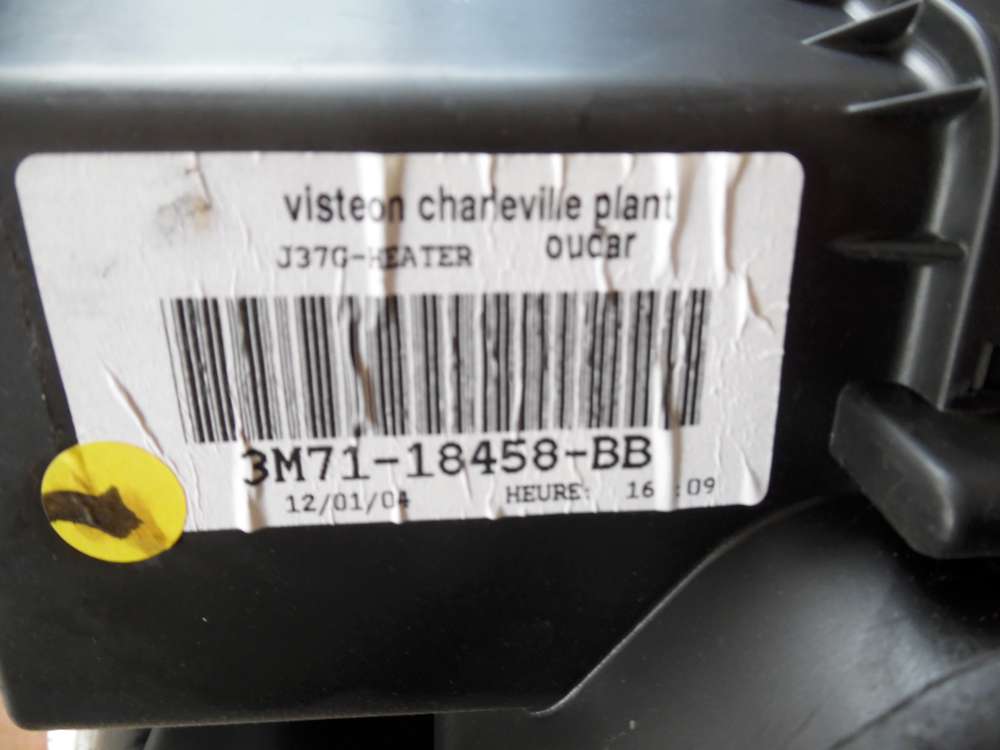 visteon charleville plant
J37G-HEATER oucar
3M71-18458-BB
12/01/04 HEURE: 16 :09